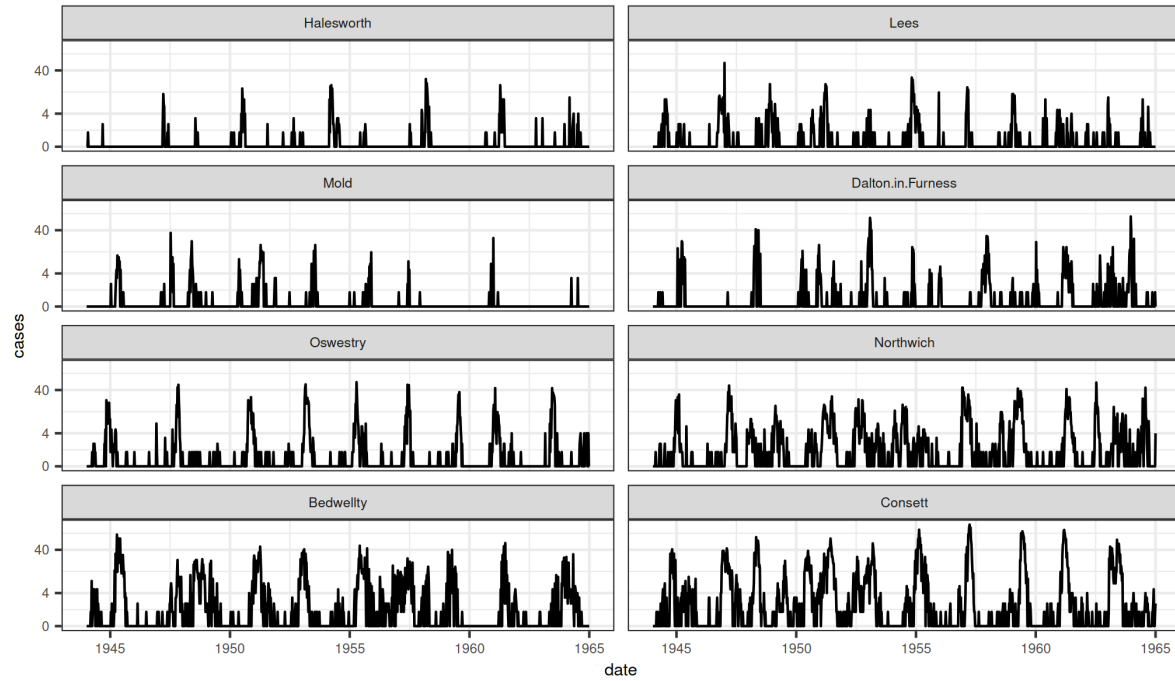 Halesworth
Lees
40
4
0
Mold
Dalton.in.Furness
40
4
0
cases
Oswestry
Northwich
40
4
0
Bedwellty
Consett
40
4
0
1945 1950 1955 1960 1965 1945 1950 1955 1960 1965
date